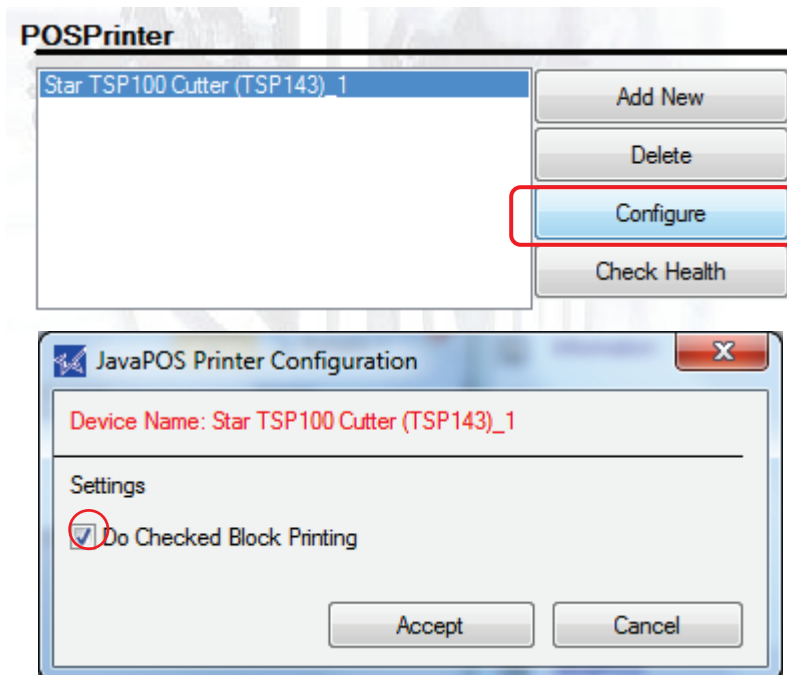 POSPrinter
Star TSP100 Cutter (TSP143)_1
Add New
Delete
Configure
Check Health
JavaPOS Printer Configuration
Device Name: Star TSP100 Cutter (TSP143)_1
Settings
Do Checked Block Printing
Accept
Cancel